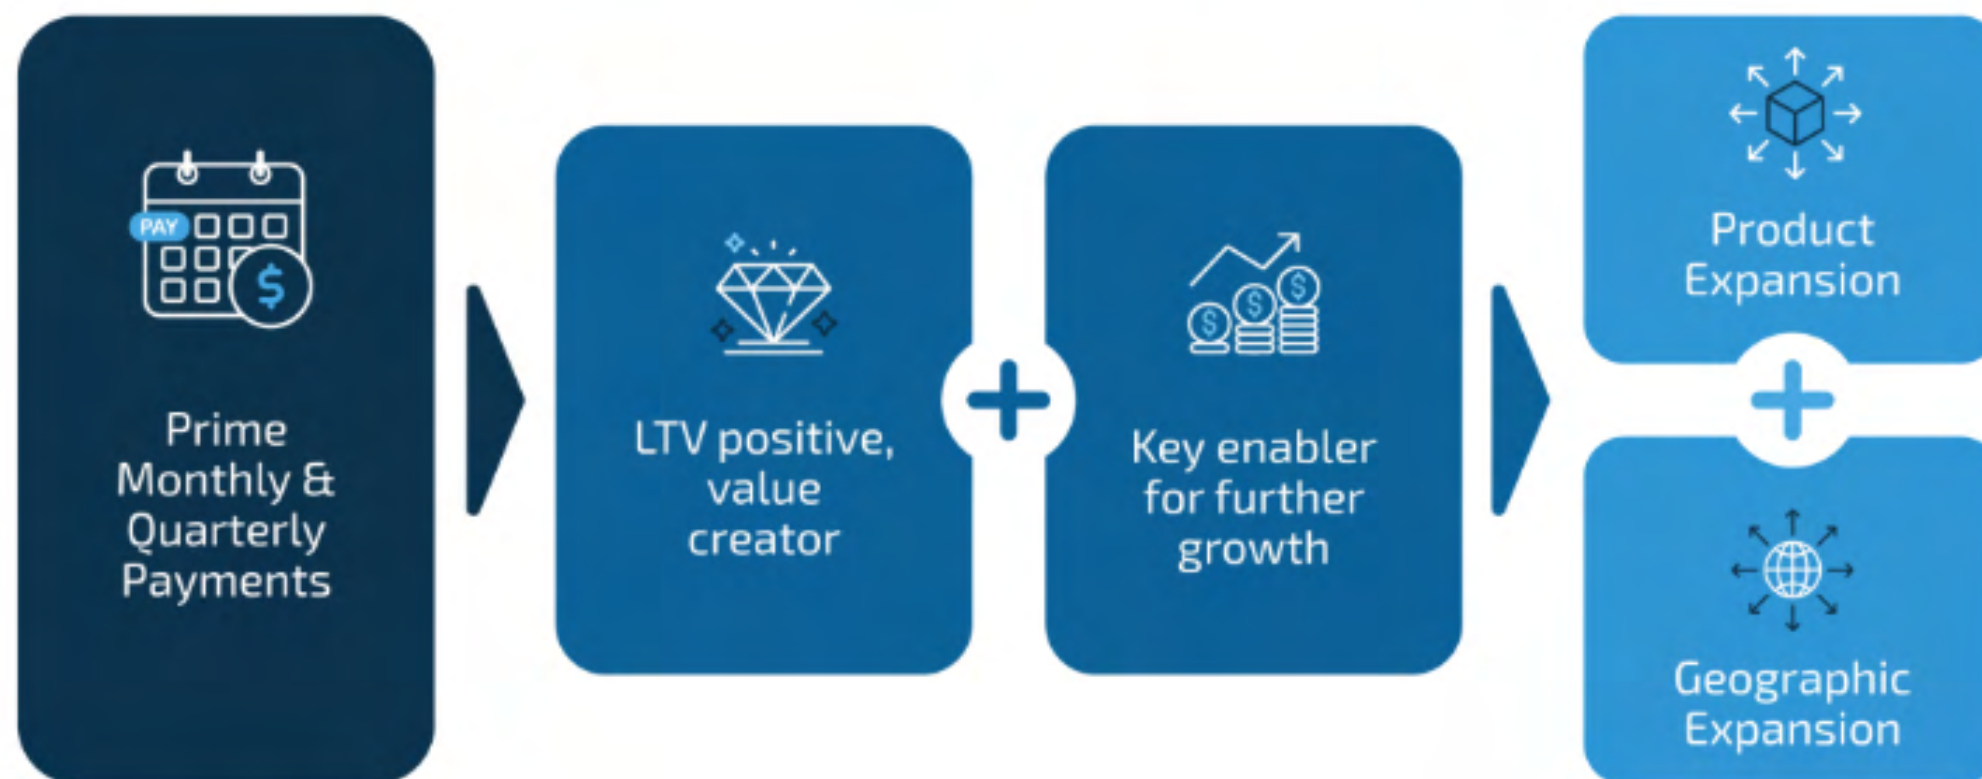 PAY
$
Prime
Monthly &
Quarterly
Payments
LTV positive,
value
creator
$ $ $
Key enabler
for further
growth
Product
Expansion
Geographic
Expansion